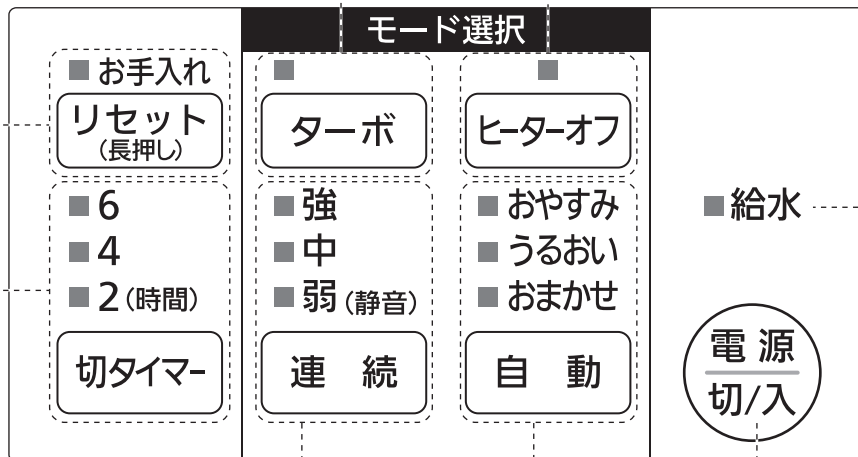 モード選択
お手入れ
リセット
(長押し)
6
4
2(時間)
切タイマー
ターボ
強
中
弱(静音)
連 続
ヒーターオフ
おやすみ
うるおい
おまかせ
自 動
給水
電 源
切/入